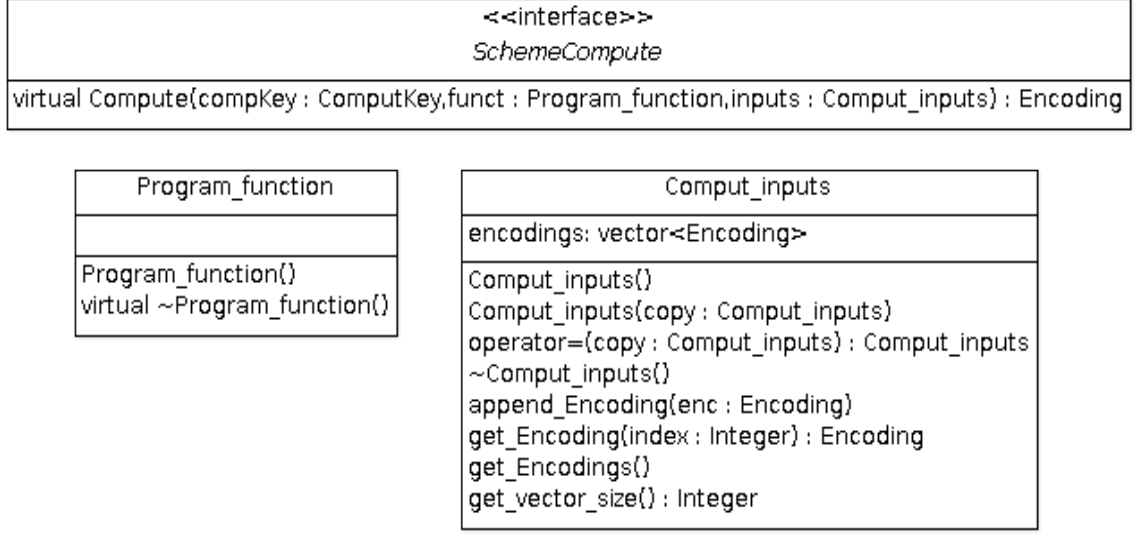 <<interface>>
SchemeCompute
virtual Compute(compKey : ComputKey,funct : Program_function,inputs : Comput_inputs) : Encoding
Program_function
Program_function()
virtual ~Program_function()
Comput_inputs
encodings: vector<Encoding>
Comput_inputs()
Comput_inputs(copy : Comput_inputs)
operator=(copy : Comput_inputs) : Comput_inputs
~Comput_inputs()
append_Encoding(enc : Encoding)
get_Encoding(index : Integer) : Encoding
get_Encodings()
get_vector_size() : Integer